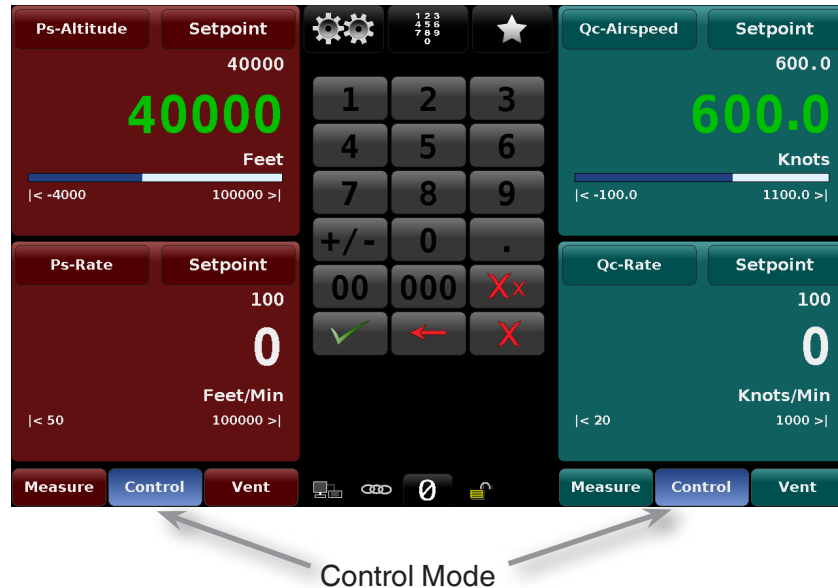 Ps-Altitude Setpoint
40000
40000
Feet
|< -4000 100000 >|
Ps-Rate Setpoint
100
0
Feet/Min
|< 50 100000 >|
Measure Control Vent
1 2 3
4 5 6
7 8 9
0
1 2 3
4 5 6
7 8 9
+/- 0 .
00 000 Xx
X
0
Qc-Airspeed Setpoint
600.0
600.0
Knots
|< -100.0 1100.0 >|
Qc-Rate Setpoint
100
0
Knots/Min
|< 20 1000 >|
Measure Control Vent
Control Mode